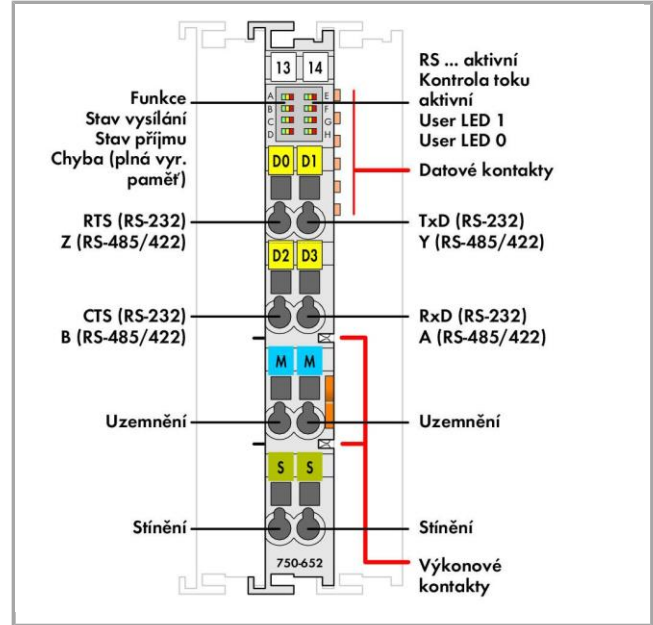 13 14
A E
B F
C G
D H
Funkce
Stav vysílání
Stav příjmu
Chyba (plná vyr.
paměť)
RS ... aktivní
Kontrola toku
aktivní
User LED 1
User LED 0
Datové kontakty
D0 D1
RTS (RS-232)
Z (RS-485/422)
TxD (RS-232)
Y (RS-485/422)
D2 D3
CTS (RS-232)
B (RS-485/422)
RxD (RS-232)
A (RS-485/422)
M M
Uzemnění
Uzemnění
S S
Stínění
Stínění
750-652
Výkonové
kontakty